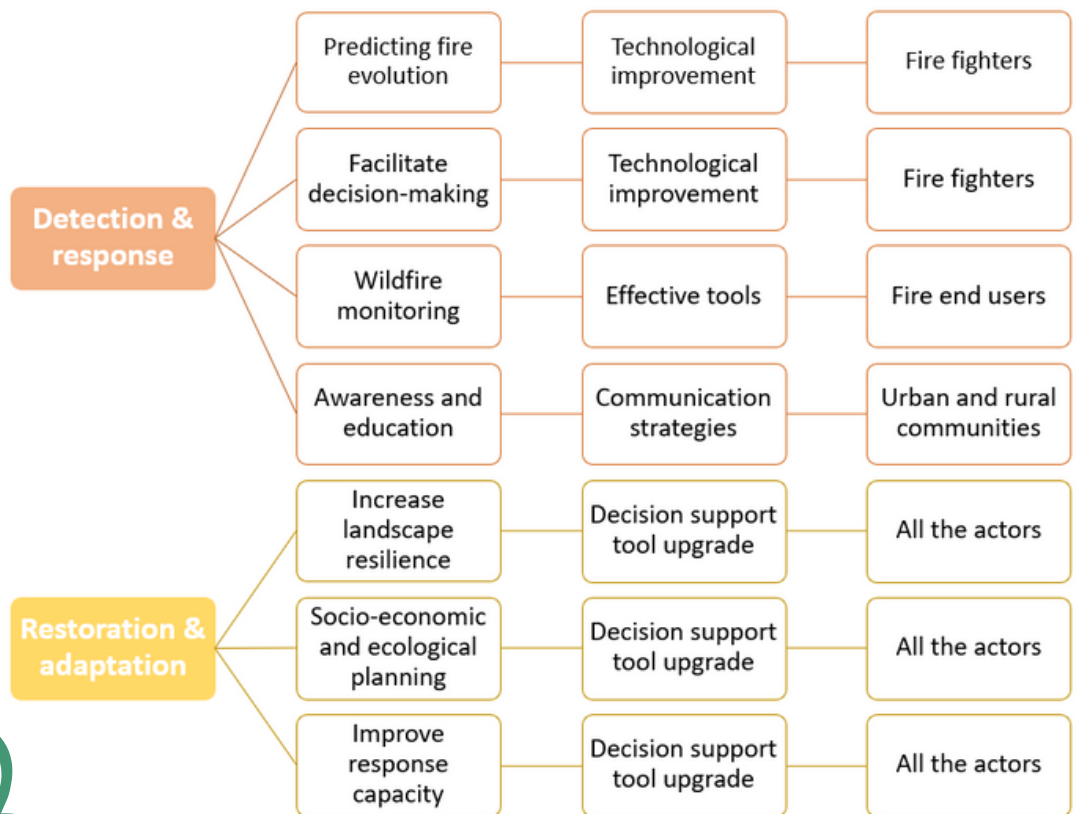 Predicting fire
evolution
Technological
improvement
Fire fighters
Detection &
response
Facilitate
decision-making
Technological
improvement
Fire fighters
Wildfire
monitoring
Effective tools
Fire end users
Awareness and
education
Communication
strategies
Urban and rural
communities
Restoration &
adaptation
Increase
landscape
resilience
Decision support
tool upgrade
All the actors
Socio-economic
and ecological
planning
Decision support
tool upgrade
All the actors
Improve
response
capacity
Decision support
tool upgrade
All the actors